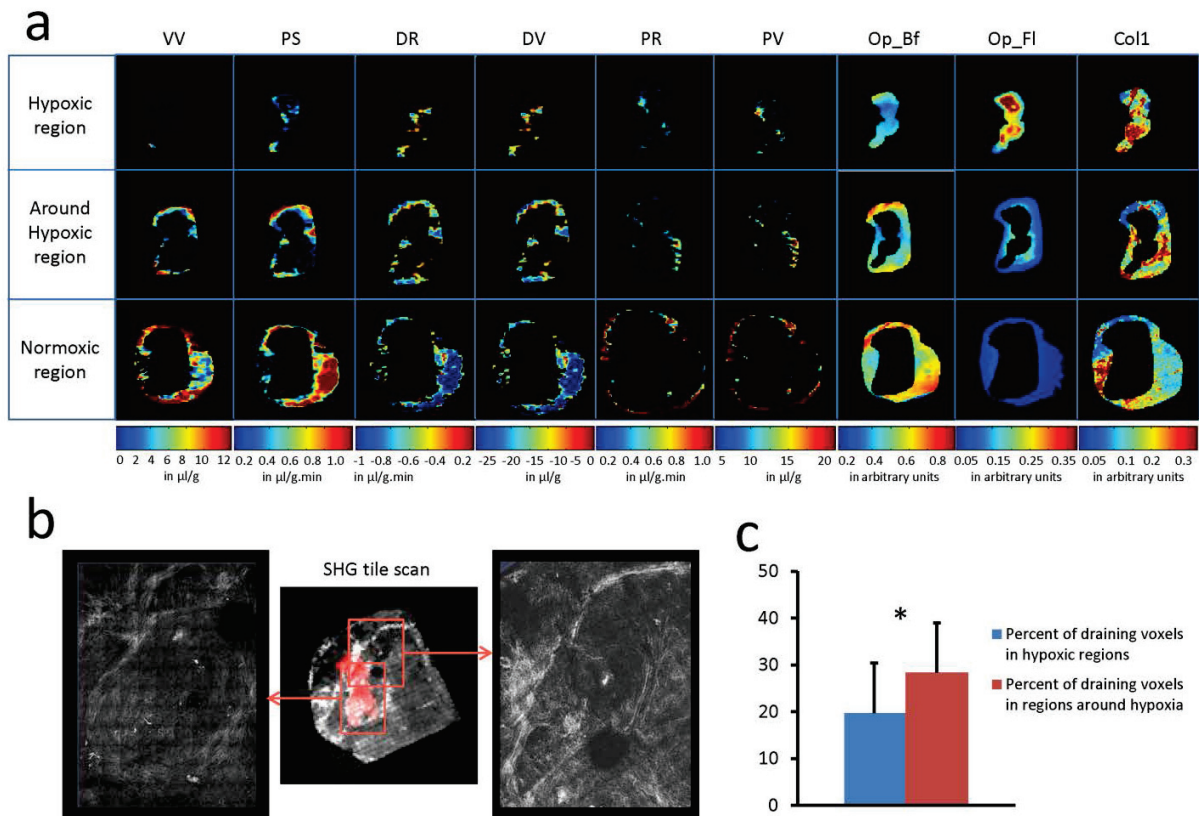 a
VV PS DR DV PR PV Op_Bf Op_Fl Col1
Hypoxic
region
Around
Hypoxic
region
Normoxic
region
0 2 4 6 8 10 12
in µl/g
0.2 0.4 0.6 0.8 1.0
in µl/g.min
-1 -0.8 -0.4 0.2
in µl/g.min
-25 -20 -15 -10 -5 0
in µl/g
0.2 0.4 0.6 0.8 1.0
in µl/g.min
5 10 15 20
in µl/g
0.2 0.4 0.6 0.8
in arbitrary units
0.05 0.15 0.25 0.35
in arbitrary units
0.05 0.1 0.2 0.3
in arbitrary units
b
SHG tile scan
c
50
40
30
20
10
0
*
Percent of draining voxels
in hypoxic regions
Percent of draining voxels
in regions around hypoxia